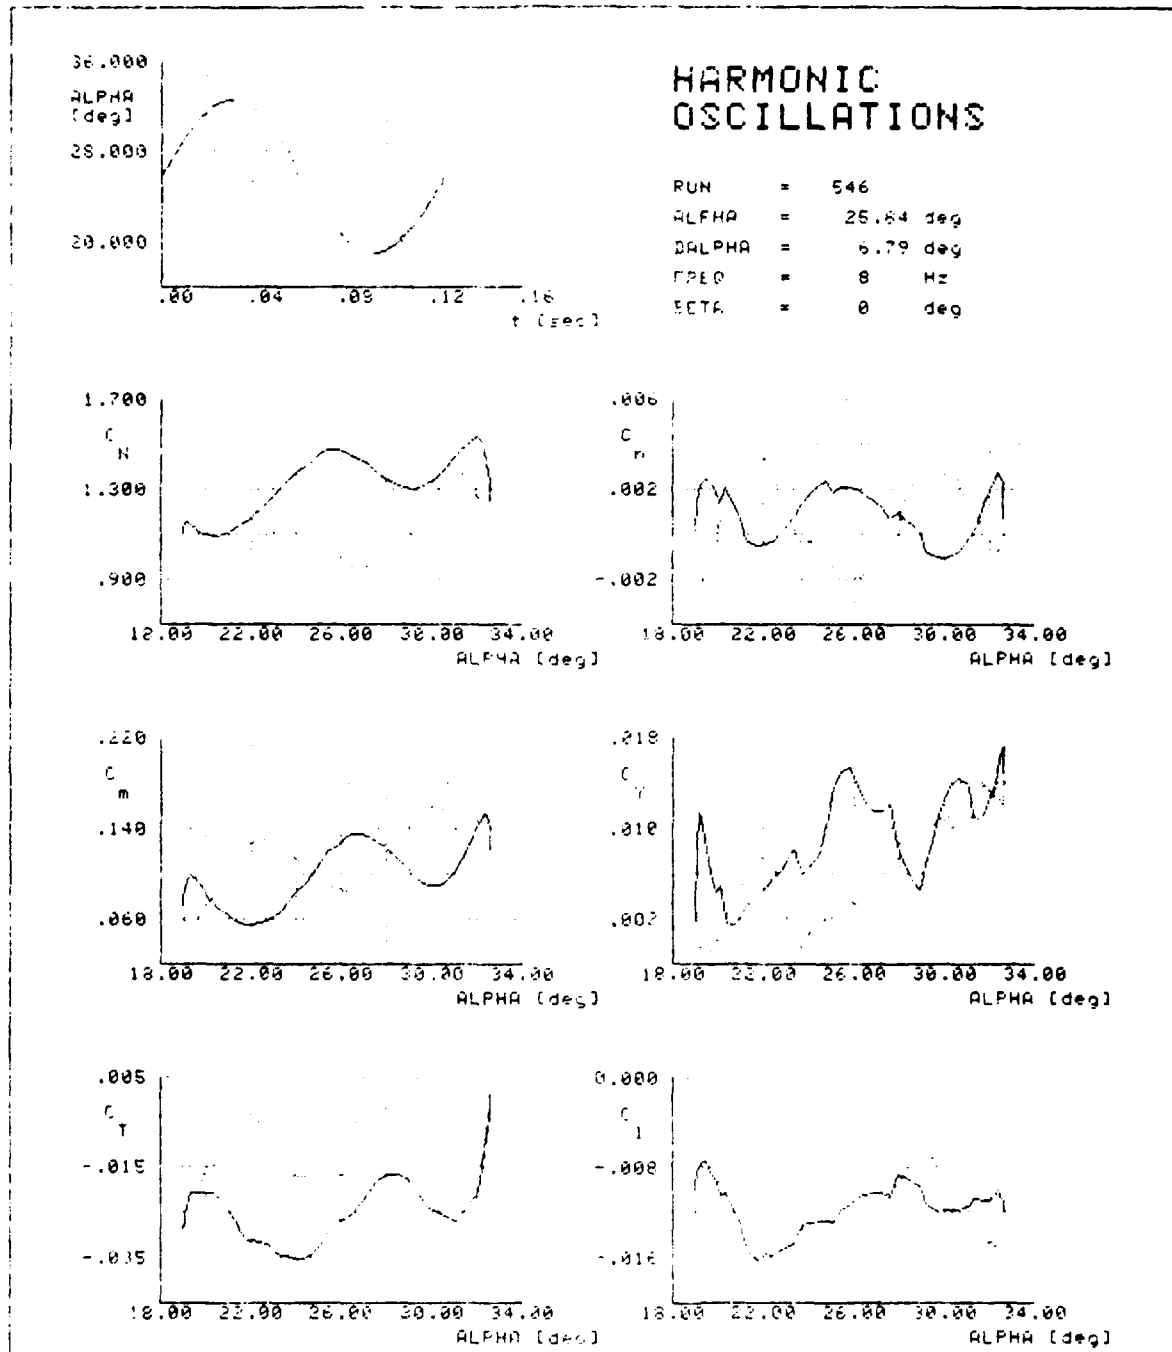 HARMONIC
OSCILLATIONS
RUN = 546
ALPHA = 25.84 deg
DALPHA = 6.79 deg
FREQ = 8 Hz
BETA = 0 deg
36.000
ALPHA
[deg]
28.000
20.000
.00 .04 .08 .12 .16
t [sec]
1.700
C N
1.300
.900
18.00 22.00 26.00 30.00 34.00
ALPHA [deg]
.006
C n
.002
-.002
18.00 22.00 26.00 30.00 34.00
ALPHA [deg]
.220
C m
.140
.060
18.00 22.00 26.00 30.00 34.00
ALPHA [deg]
.018
C Y
.010
.002
18.00 22.00 26.00 30.00 34.00
ALPHA [deg]
.005
C T
-.015
-.035
18.00 22.00 26.00 30.00 34.00
ALPHA [deg]
0.000
C l
-.008
-.016
18.00 22.00 26.00 30.00 34.00
ALPHA [deg]